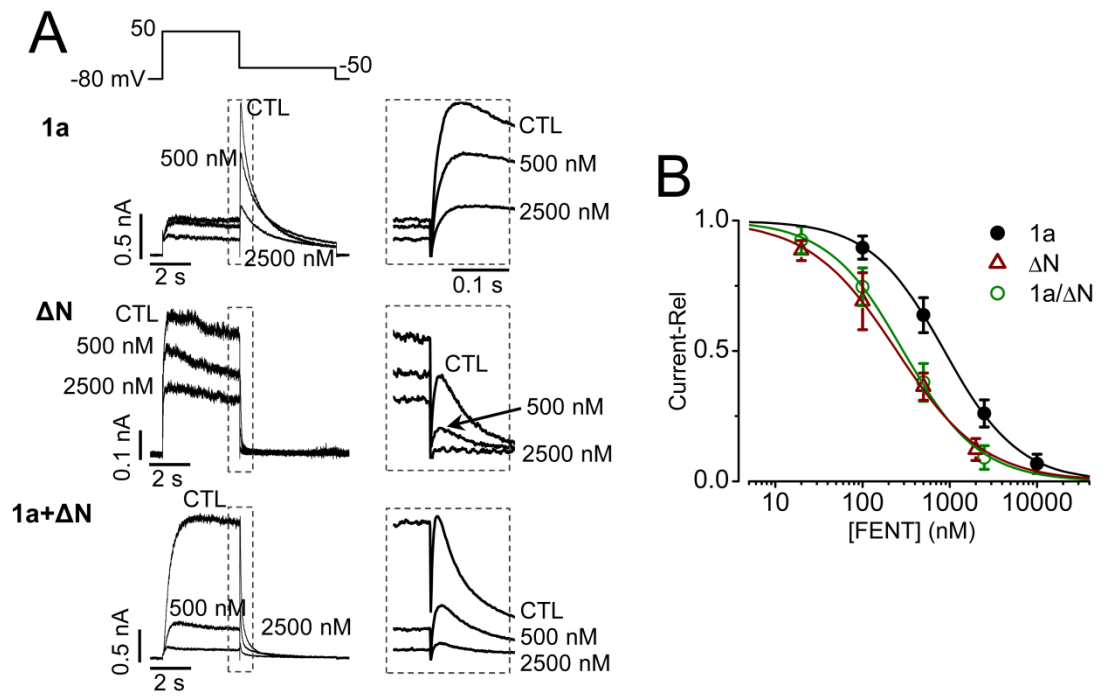 A
50
-80 mV
-50
1a
CTL
500 nM
2500 nM
0.5 nA
2 s
CTL
500 nM
2500 nM
0.1 s
ΔN
CTL
500 nM
2500 nM
0.1 nA
2 s
CTL
500 nM
2500 nM
1a+ΔN
CTL
500 nM
2500 nM
0.5 nA
2 s
CTL
500 nM
2500 nM
B
1.0
0.5
0.0
Current-Rel
1a
ΔN
1a/ΔN
10 100 1000 10000
[FENT] (nM)